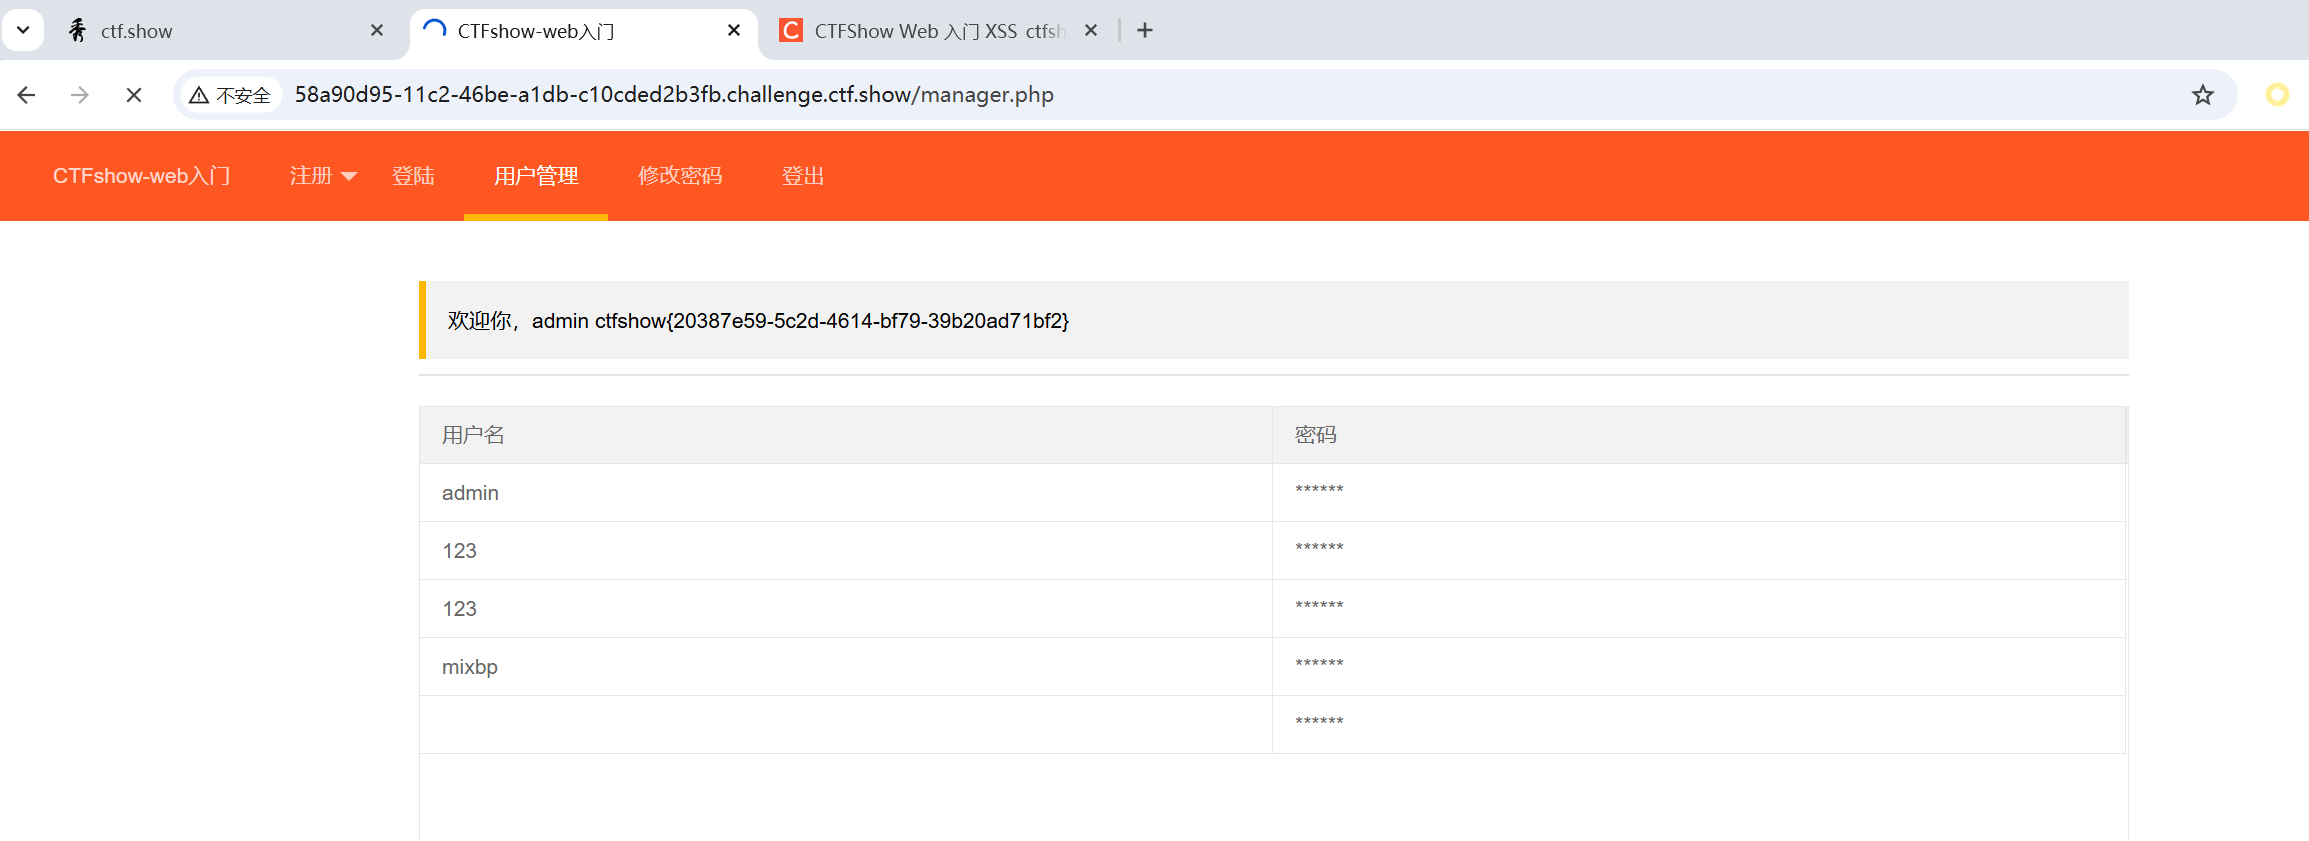 ctf.show
CTFshow-web入门
CTFShow Web 入门 XSS ctfsh
不安全
58a90d95-11c2-46be-a1db-c10cded2b3fb.challenge.ctf.show/manager.php
CTFshow-web入门 注册 登陆 用户管理 修改密码 登出
欢迎你，admin ctfshow{20387e59-5c2d-4614-bf79-39b20ad71bf2}
用户名 密码
admin ******
123 ******
123 ******
mixbp ******
******